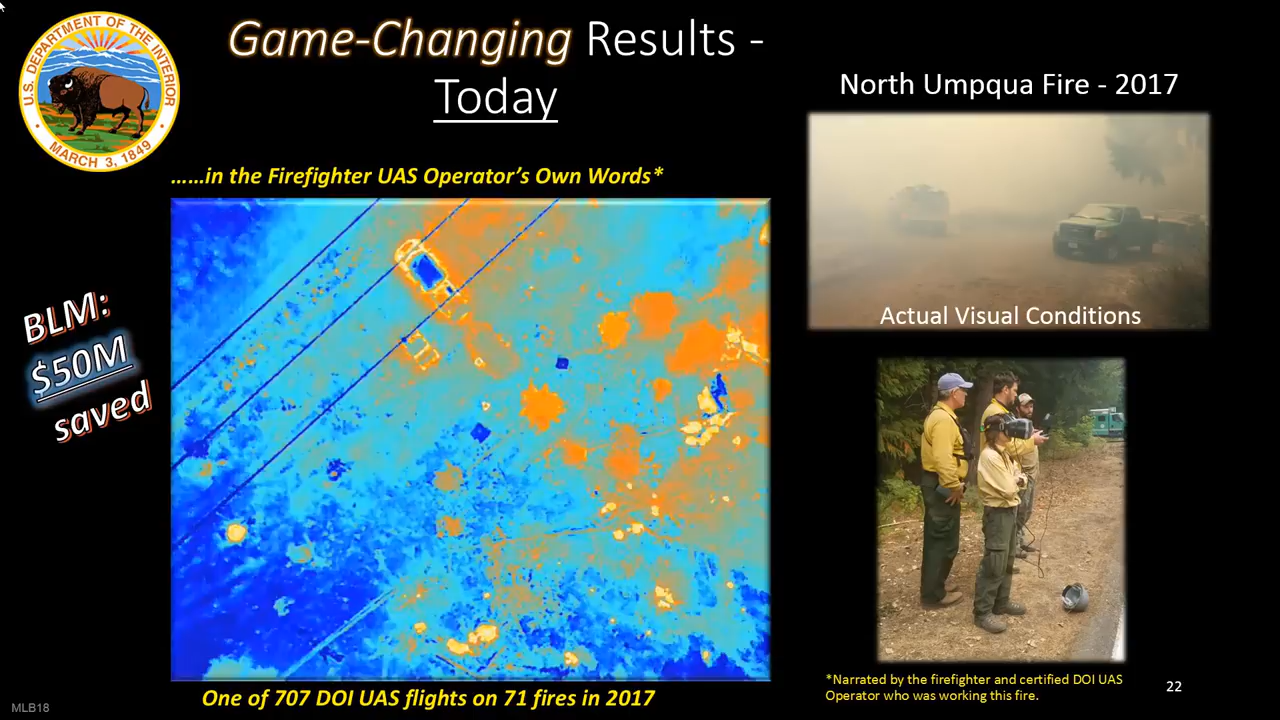 U.S. DEPARTMENT OF THE INTERIOR
MARCH 3, 1849
Game-Changing Results -
Today
……in the Firefighter UAS Operator's Own Words*
BLM:
$50M
saved
One of 707 DOI UAS flights on 71 fires in 2017
North Umpqua Fire - 2017
Actual Visual Conditions
*Narrated by the firefighter and certified DOI UAS
Operator who was working this fire.
22
MLB18